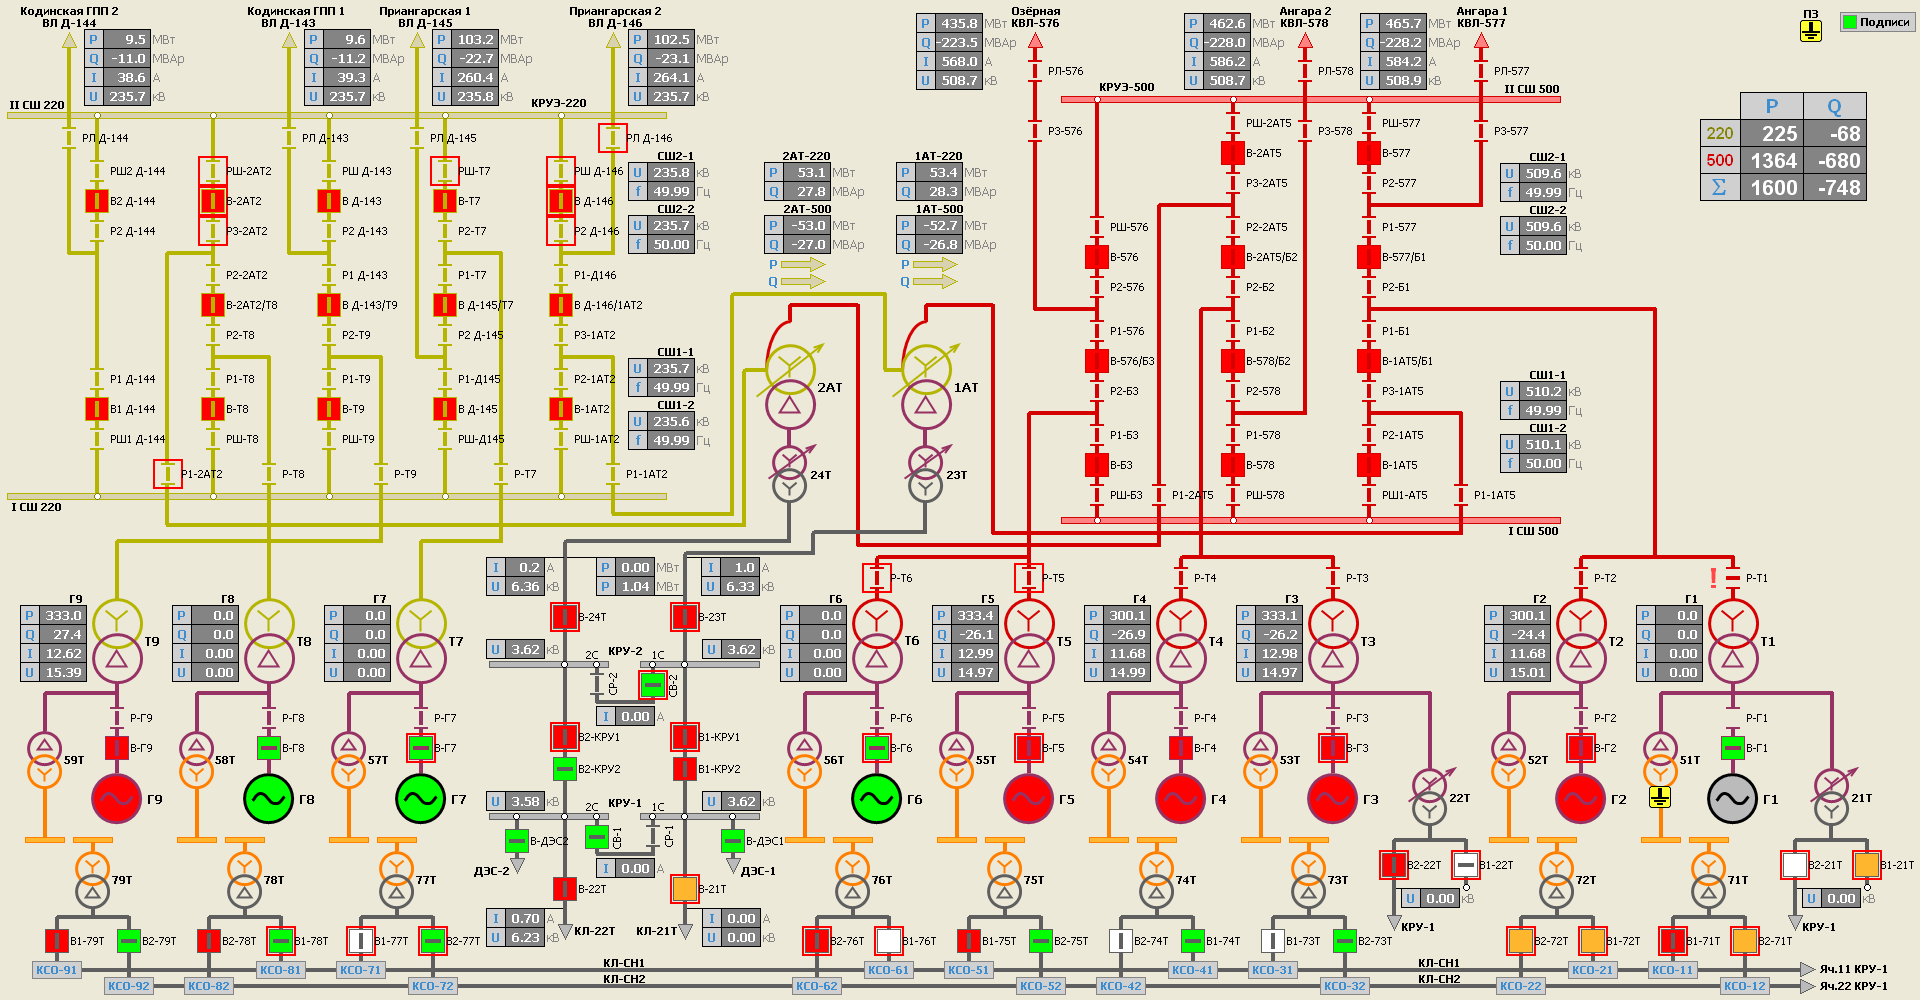 Кодинская ГПП 2
ВЛ Д-144
P 9.5 МВт
Q -11.0 МВАр
I 38.6 А
U 235.7 кВ
Кодинская ГПП 1
ВЛ Д-143
P 9.6 МВт
Q -11.2 МВАр
I 39.3 А
U 235.7 кВ
Приангарская 1
ВЛ Д-145
P 103.2 МВт
Q -22.7 МВАр
I 260.4 А
U 235.8 кВ
Приангарская 2
ВЛ Д-146
P 102.5 МВт
Q -23.1 МВАр
I 264.1 А
U 235.7 кВ
Озёрная
КВЛ-576
P 435.8 МВт
Q -223.5 МВАр
I 568.0 А
U 508.7 кВ
Ангара 2
КВЛ-578
P 462.6 МВт
Q -228.0 МВАр
I 586.2 А
U 508.7 кВ
Ангара 1
КВЛ-577
P 465.7 МВт
Q -228.2 МВАр
I 584.2 А
U 508.9 кВ
ПЗ
Подписи
P Q
220 225 -68
500 1364 -680
Σ 1600 -748
II СШ 220
КРУЭ-220
РЛ Д-144
РЛ Д-143
РЛ Д-145
РЛ Д-146
РШ2 Д-144
РШ-2АТ2
РШ Д-143
РШ-Т7
РШ Д-146
В2 Д-144
В-2АТ2
В Д-143
В-Т7
В Д-146
Р2 Д-144
Р3-2АТ2
Р2 Д-143
Р2-Т7
Р2 Д-146
Р2-2АТ2
Р1 Д-143
Р1-Т7
Р1-Д146
В-2АТ2/Т8
В Д-143/Т9
В Д-145/Т7
В Д-146/1АТ2
Р2-Т8
Р2-Т9
Р2 Д-145
Р3-1АТ2
Р1 Д-144
Р1-Т8
Р1-Т9
Р1-Д145
Р2-1АТ2
В1 Д-144
В-Т8
В-Т9
В Д-145
В-1АТ2
РШ1 Д-144
РШ-Т8
РШ-Т9
РШ-Д145
РШ-1АТ2
Р1-2АТ2
Р-Т8
Р-Т9
Р-Т7
Р1-1АТ2
I СШ 220
СШ2-1
U 235.8 кВ
f 49.99 Гц
СШ2-2
U 235.7 кВ
f 50.00 Гц
СШ1-1
U 235.7 кВ
f 49.99 Гц
СШ1-2
U 235.6 кВ
f 49.99 Гц
2АТ-220
P 53.1 МВт
Q 27.8 МВАр
2АТ-500
P -53.0 МВт
Q -27.0 МВАр
P
Q
1АТ-220
P 53.4 МВт
Q 28.3 МВАр
1АТ-500
P -52.7 МВт
Q -26.8 МВАр
P
Q
2АТ
1АТ
24Т
23Т
КРУЭ-500
II СШ 500
РЛ-576
РЛ-578
РЛ-577
Р3-576
РШ-2АТ5
Р3-578
РШ-577
Р3-577
В-2АТ5
В-577
Р3-2АТ5
Р2-577
РШ-576
Р2-2АТ5
Р1-577
В-576
В-2АТ5/Б2
В-577/Б1
Р2-576
Р2-Б2
Р2-Б1
Р1-576
Р1-Б2
Р1-Б1
В-576/Б3
В-578/Б2
В-1АТ5/Б1
Р2-Б3
Р2-578
Р3-1АТ5
Р1-Б3
Р1-578
Р2-1АТ5
В-Б3
В-578
В-1АТ5
РШ-Б3
Р1-2АТ5
РШ-578
РШ1-АТ5
Р1-1АТ5
I СШ 500
СШ2-1
U 509.6 кВ
f 49.99 Гц
СШ2-2
U 509.6 кВ
f 50.00 Гц
СШ1-1
U 510.2 кВ
f 49.99 Гц
СШ1-2
U 510.1 кВ
f 50.00 Гц
Г9
P 333.0
Q 27.4
I 12.62
U 15.39
Т9
Г8
P 0.0
Q 0.0
I 0.00
U 0.00
Т8
Г7
P 0.0
Q 0.0
I 0.00
U 0.00
Т7
I 0.2 А
U 6.36 кВ
P 0.00 МВт
P 1.04 МВт
I 1.0 А
U 6.33 кВ
В-24Т
В-23Т
U 3.62 кВ
КРУ-2
U 3.62 кВ
2С
1С
СР-2
СВ-2
I 0.00 А
В2-КРУ1
В1-КРУ1
В2-КРУ2
В1-КРУ2
U 3.58 кВ
КРУ-1
U 3.62 кВ
2С
1С
В-ДЭС2
СВ-1
СР-1
В-ДЭС1
I 0.00 А
ДЭС-2
ДЭС-1
В-22Т
В-21Т
I 0.70 А
U 6.23 кВ
КЛ-22Т
КЛ-21Т
I 0.00 А
U 0.00 кВ
Р-Т6
Р-Т5
Р-Т4
Р-Т3
Р-Т2
! Р-Т1
Г6
P 0.0
Q 0.0
I 0.00
U 0.00
Т6
Г5
P 333.4
Q -26.1
I 12.99
U 14.97
Т5
Г4
P 300.1
Q -26.9
I 11.68
U 14.99
Т4
Г3
P 333.1
Q -26.2
I 12.98
U 14.97
Т3
Г2
P 300.1
Q -24.4
I 11.68
U 15.01
Т2
Г1
P 0.0
Q 0.0
I 0.00
U 0.00
Т1
Р-Г9
Р-Г8
Р-Г7
Р-Г6
Р-Г5
Р-Г4
Р-Г3
Р-Г2
Р-Г1
59Т В-Г9
58Т В-Г8
57Т В-Г7
56Т В-Г6
55Т В-Г5
54Т В-Г4
53Т В-Г3
52Т В-Г2
51Т В-Г1
Г9
Г8
Г7
Г6
Г5
Г4
Г3
22Т
Г2
Г1
21Т
79Т
78Т
77Т
76Т
75Т
74Т
73Т
В2-22Т
В1-22Т
72Т
71Т
В2-21Т
В1-21Т
U 0.00 кВ
U 0.00 кВ
КРУ-1
КРУ-1
В1-79Т
В2-79Т
В2-78Т
В1-78Т
В1-77Т
В2-77Т
В2-76Т
В1-76Т
В1-75Т
В2-75Т
В2-74Т
В1-74Т
В1-73Т
В2-73Т
В2-72Т
В1-72Т
В1-71Т
В2-71Т
КСО-91
КСО-81
КСО-71
КЛ-СН1
КСО-61
КСО-51
КСО-41
КСО-31
КЛ-СН1
КСО-21
КСО-11
Яч.11 КРУ-1
КСО-92
КСО-82
КСО-72
КЛ-СН2
КСО-62
КСО-52
КСО-42
КСО-32
КЛ-СН2
КСО-22
КСО-12
Яч.22 КРУ-1